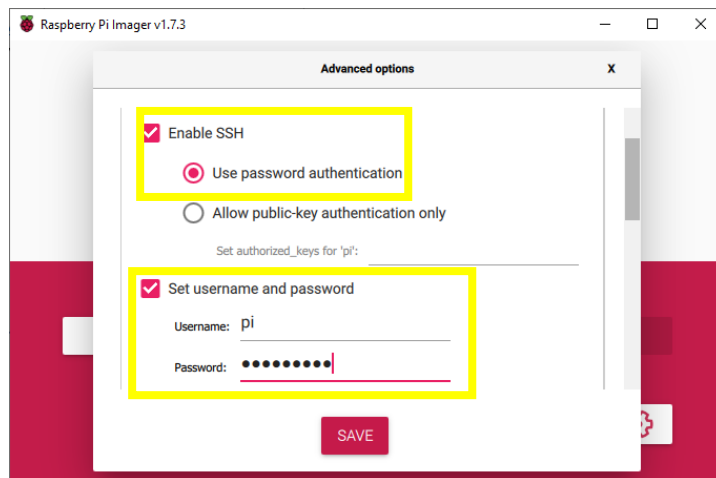 Raspberry Pi Imager v1.7.3
Advanced options
X
Enable SSH
Use password authentication
Allow public-key authentication only
Set authorized_keys for 'pi':
Set username and password
Username: pi
Password: •••••••••
SAVE